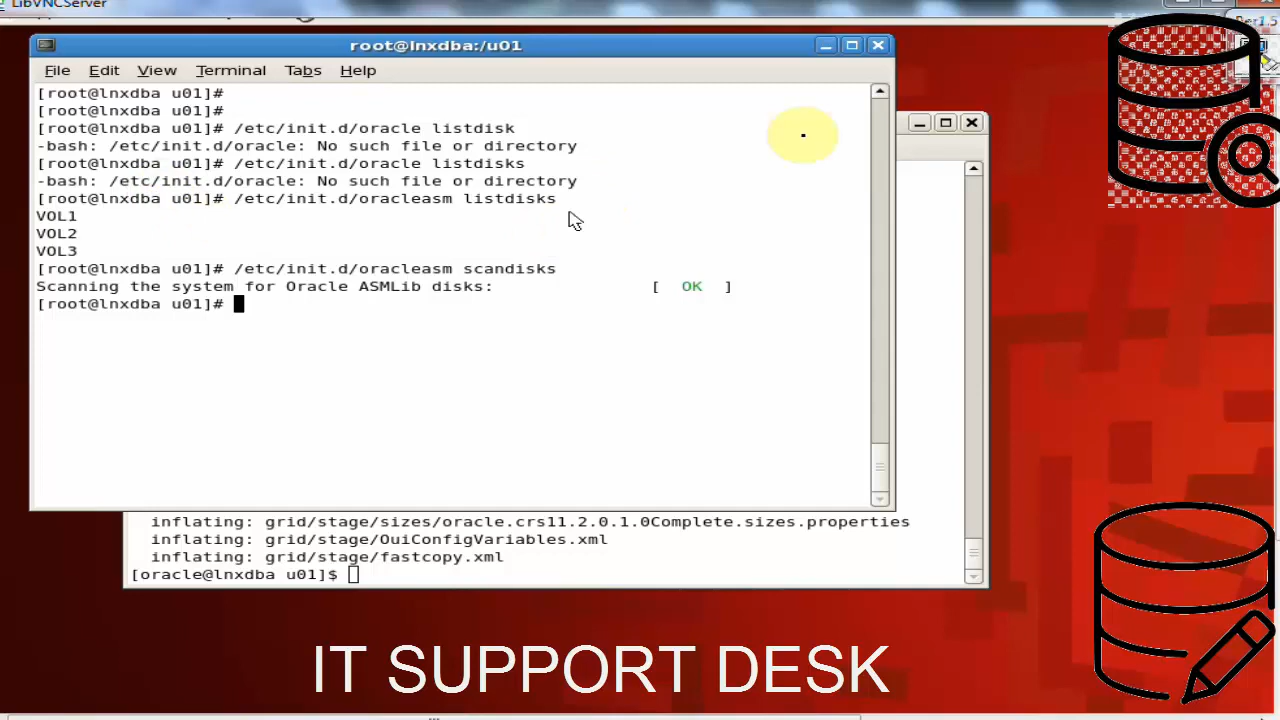 LibVNCServer
root@lnxdba:/u01
File Edit View Terminal Tabs Help
[root@lnxdba u01]#
[root@lnxdba u01]#
[root@lnxdba u01]# /etc/init.d/oracle listdisk
-bash: /etc/init.d/oracle: No such file or directory
[root@lnxdba u01]# /etc/init.d/oracle listdisks
-bash: /etc/init.d/oracle: No such file or directory
[root@lnxdba u01]# /etc/init.d/oracleasm listdisks
VOL1
VOL2
VOL3
[root@lnxdba u01]# /etc/init.d/oracleasm scandisks
Scanning the system for Oracle ASMLib disks: [ OK ]
[root@lnxdba u01]#
inflating: grid/stage/sizes/oracle.crs11.2.0.1.0Complete.sizes.properties
inflating: grid/stage/OuiConfigVariables.xml
inflating: grid/stage/fastcopy.xml
[oracle@lnxdba u01]$
IT SUPPORT DESK